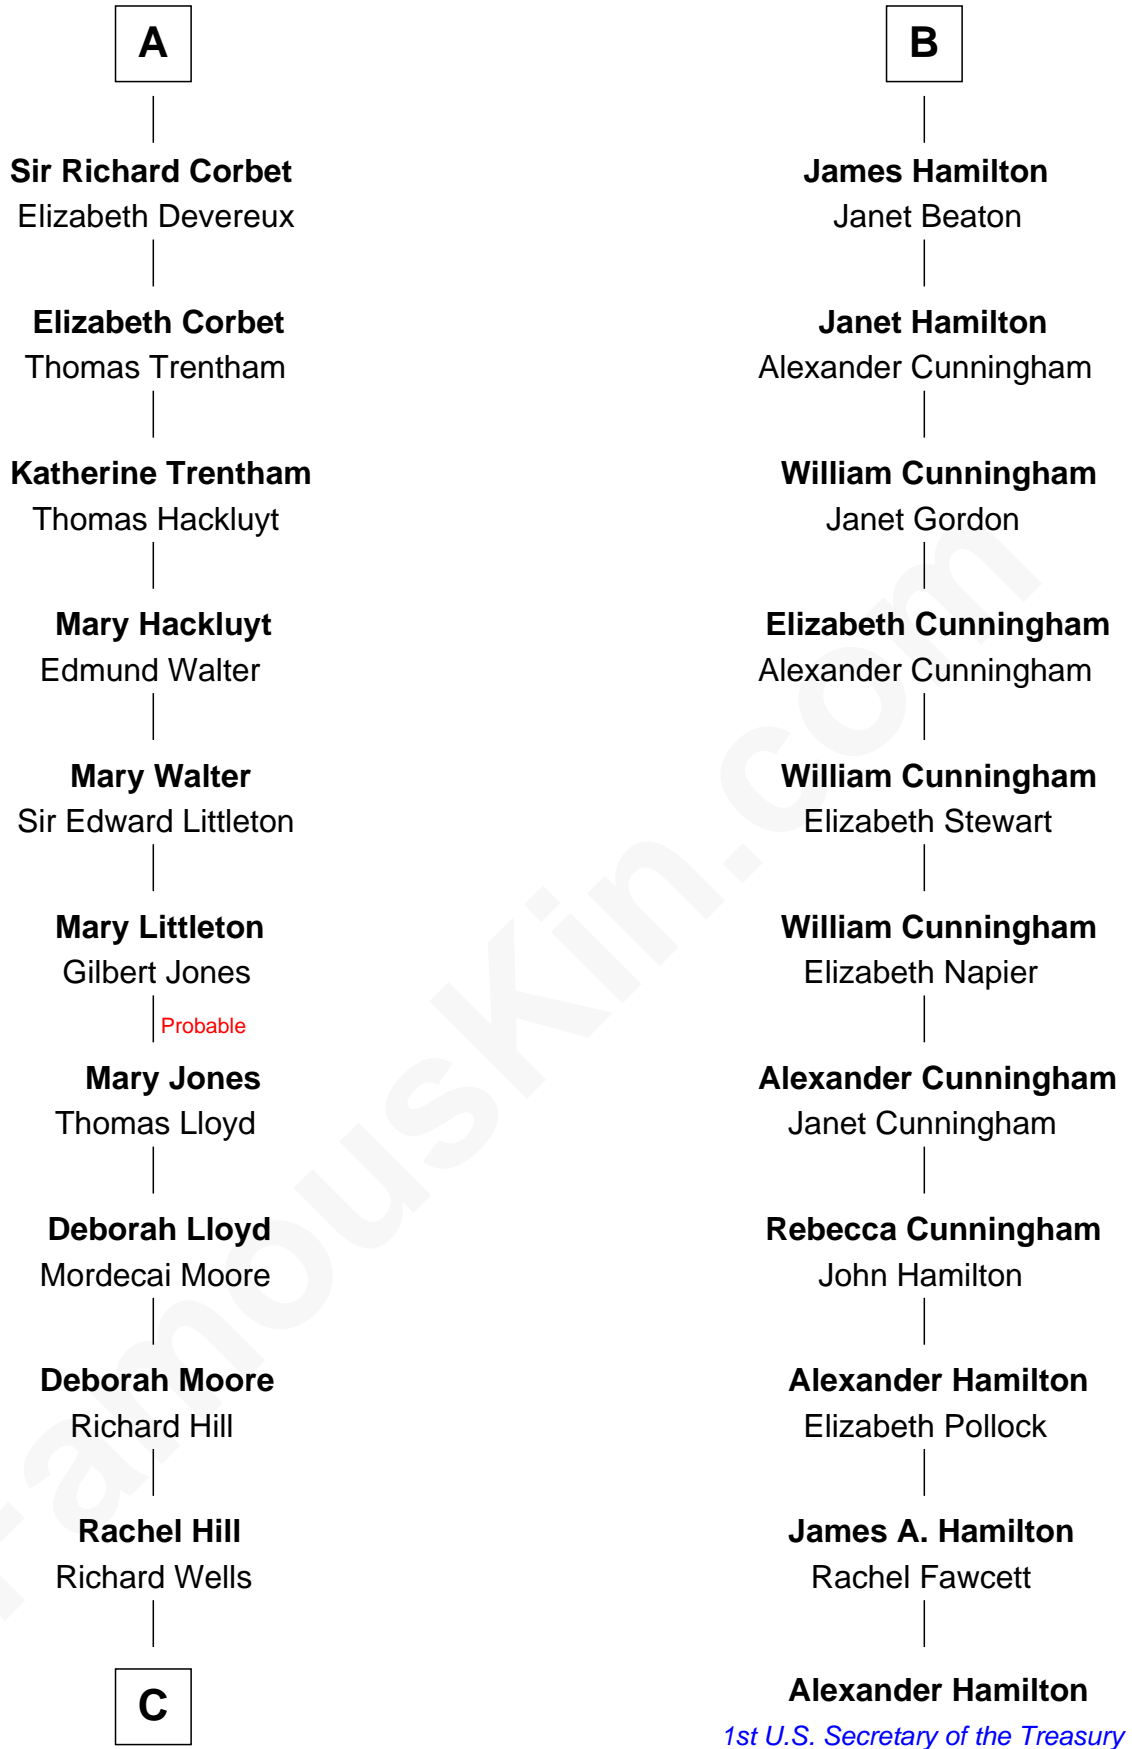 A
Sir Richard Corbet
Elizabeth Devereux
Elizabeth Corbet
Thomas Trentham
Katherine Trentham
Thomas Hackluyt
Mary Hackluyt
Edmund Walter
Mary Walter
Sir Edward Littleton
Mary Littleton
Gilbert Jones
Probable
Mary Jones
Thomas Lloyd
Deborah Lloyd
Mordecai Moore
Deborah Moore
Richard Hill
Rachel Hill
Richard Wells
C
B
James Hamilton
Janet Beaton
Janet Hamilton
Alexander Cunningham
William Cunningham
Janet Gordon
Elizabeth Cunningham
Alexander Cunningham
William Cunningham
Elizabeth Stewart
William Cunningham
Elizabeth Napier
Alexander Cunningham
Janet Cunningham
Rebecca Cunningham
John Hamilton
Alexander Hamilton
Elizabeth Pollock
James A. Hamilton
Rachel Fawcett
Alexander Hamilton
1st U.S. Secretary of the Treasury
FamousKin.com